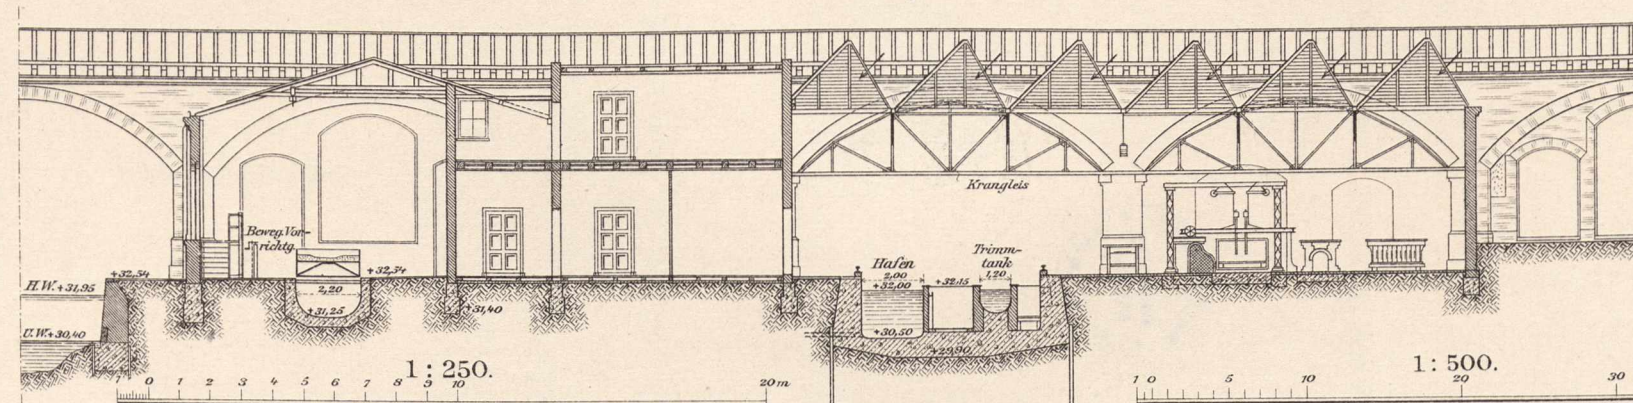 Krangleis
Beweg. Vor-
richtg.
+32,54
+32,54
H.W.+31,95
2,20
+31,25
+31,40
U.W.+30,40
Hafen
2,00
+32,00
+32,15
Trimm-
tank
1,20
+30,50
+29,90
1:250.
1 0 1 2 3 4 5 6 7 8 9 10 20 m
1:500.
1 0 5 10 20 30